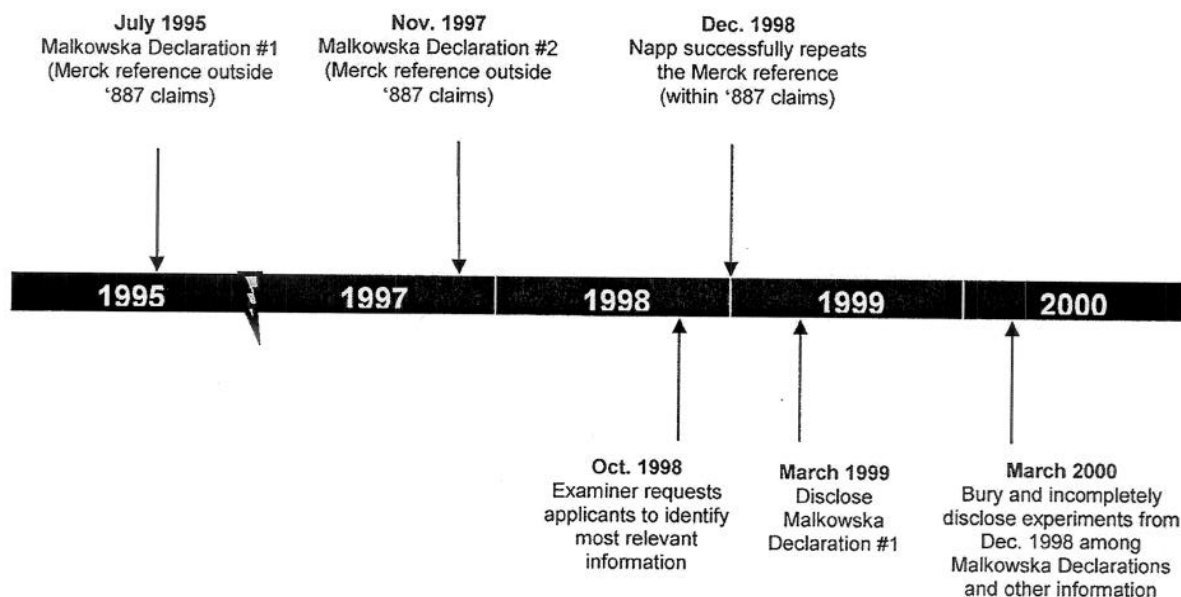 July 1995
Malkowska Declaration #1
(Merck reference outside
‘887 claims)
Nov. 1997
Malkowska Declaration #2
(Merck reference outside
‘887 claims)
Dec. 1998
Napp successfully repeats
the Merck reference
(within ‘887 claims)
1995
1997
1998
1999
2000
Oct. 1998
Examiner requests
applicants to identify
most relevant
information
March 1999
Disclose
Malkowska
Declaration #1
March 2000
Bury and incompletely
disclose experiments from
Dec. 1998 among
Malkowska Declarations
and other information